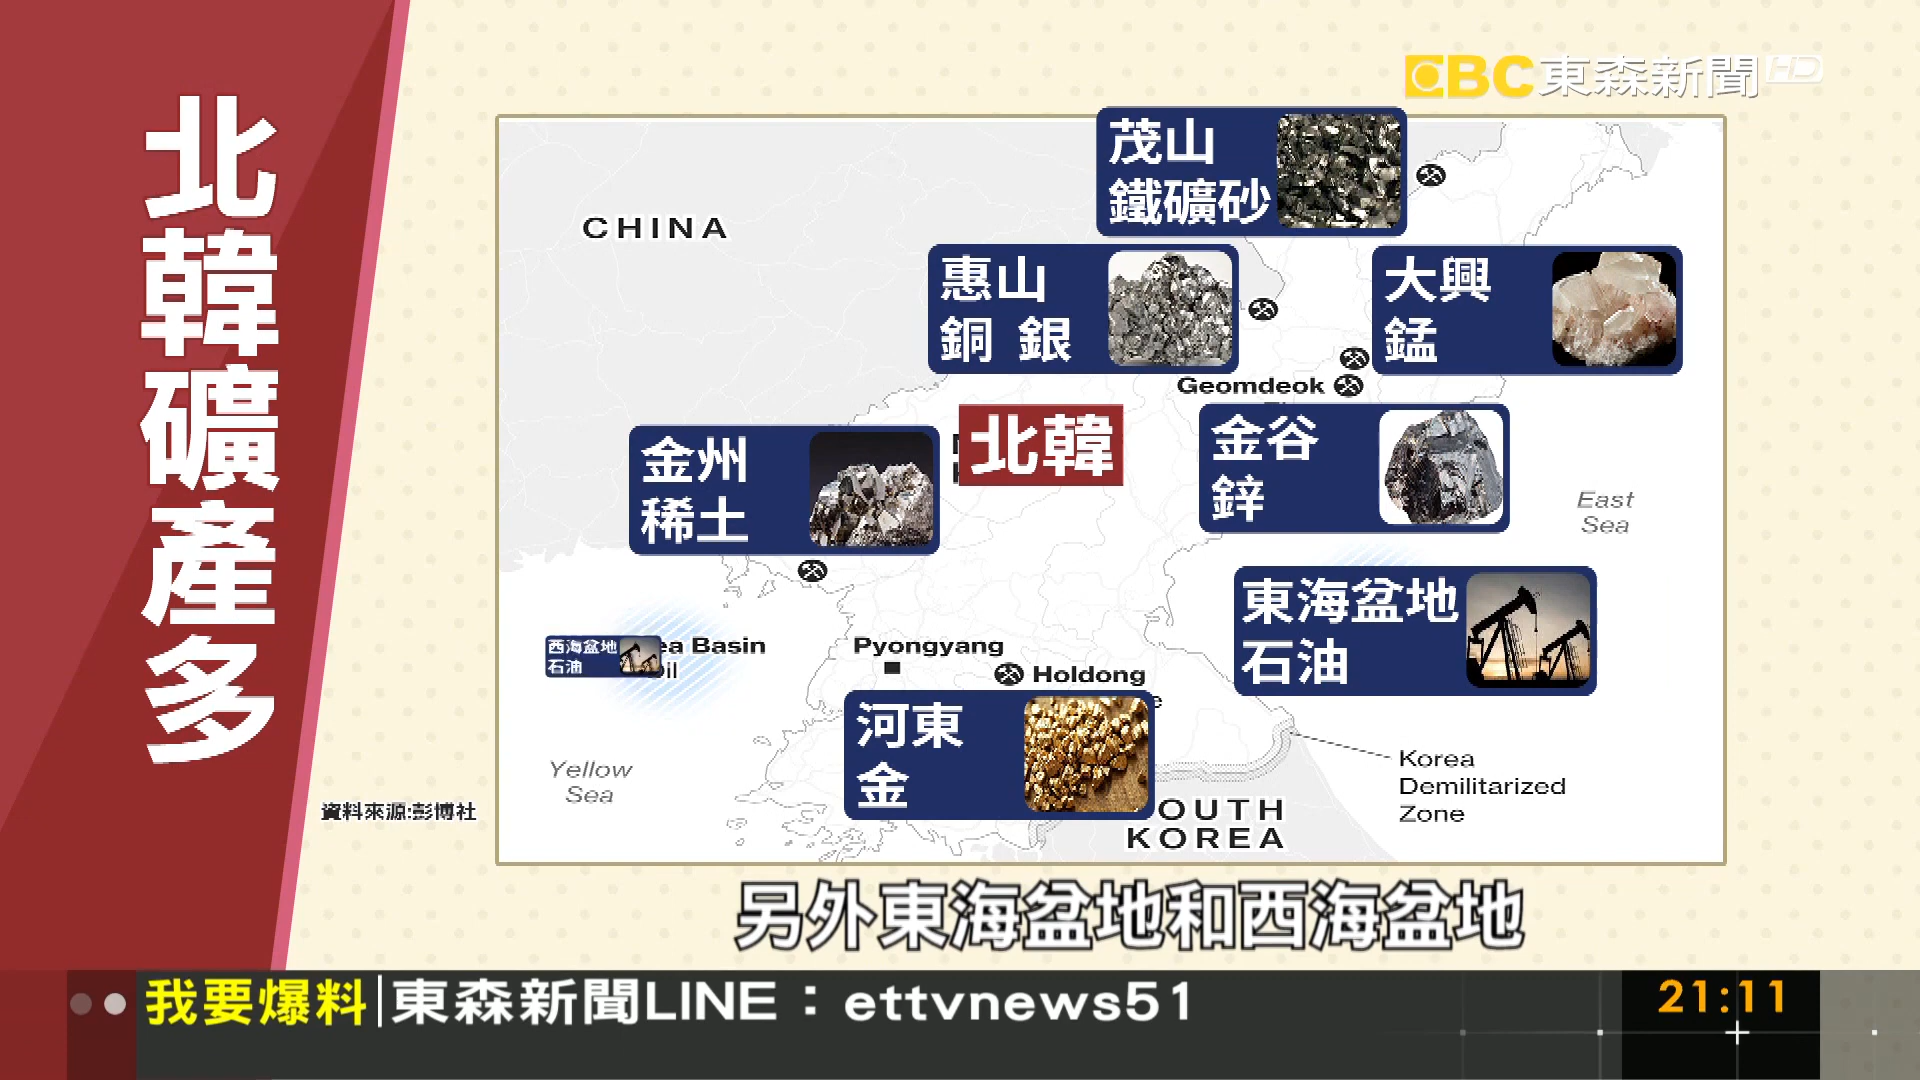 北韓礦產多
EBC東森新聞HD
茂山
鐵礦砂
CHINA
惠山
銅 銀
大興
錳
Geomdeok
北韓
金州
稀土
金谷
鋅
East
Sea
東海盆地
石油
西海盆地
石油
ea Basin
Oil
Pyongyang
Holdong
河東
金
Yellow
Sea
Korea
Demilitarized
Zone
OUTH
KOREA
資料來源:彭博社
另外東海盆地和西海盆地
我要爆料|東森新聞LINE：ettvnews51
21:11